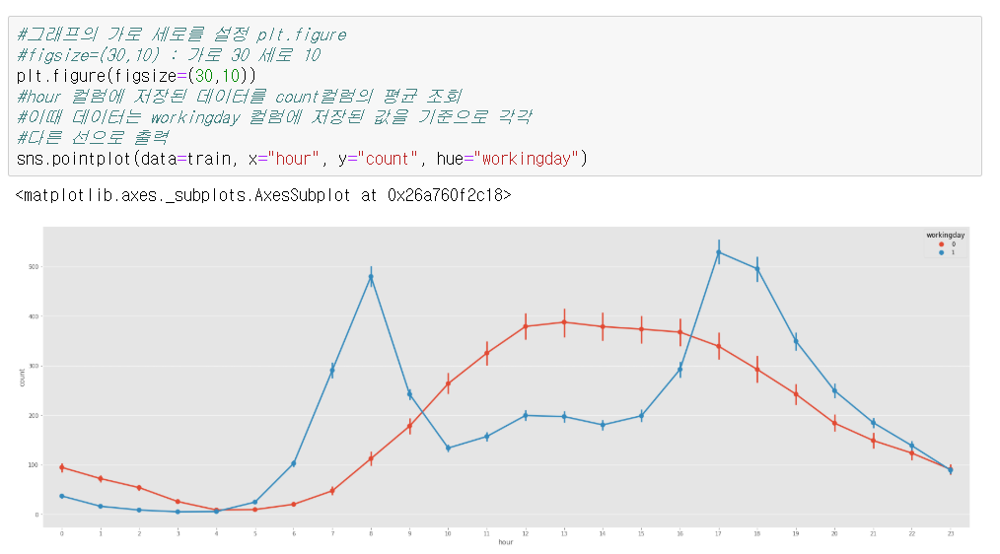 #그래프의 가로 세로를 설정 plt.figure
#figsize=(30,10) : 가로 30 세로 10
plt.figure(figsize=(30,10))
#hour 컬럼에 저장된 데이터를 count컬럼의 평균 조회
#이때 데이터는 workingday 컬럼에 저장된 값을 기준으로 각각
#다른 선으로 출력
sns.pointplot(data=train, x="hour", y="count", hue="workingday")
<matplotlib.axes._subplots.AxesSubplot at 0x26a760f2c18>
workingday
0
1
500
400
300
200
100
0
count
0 1 2 3 4 5 6 7 8 9 10 11 12 13 14 15 16 17 18 19 20 21 22 23
hour